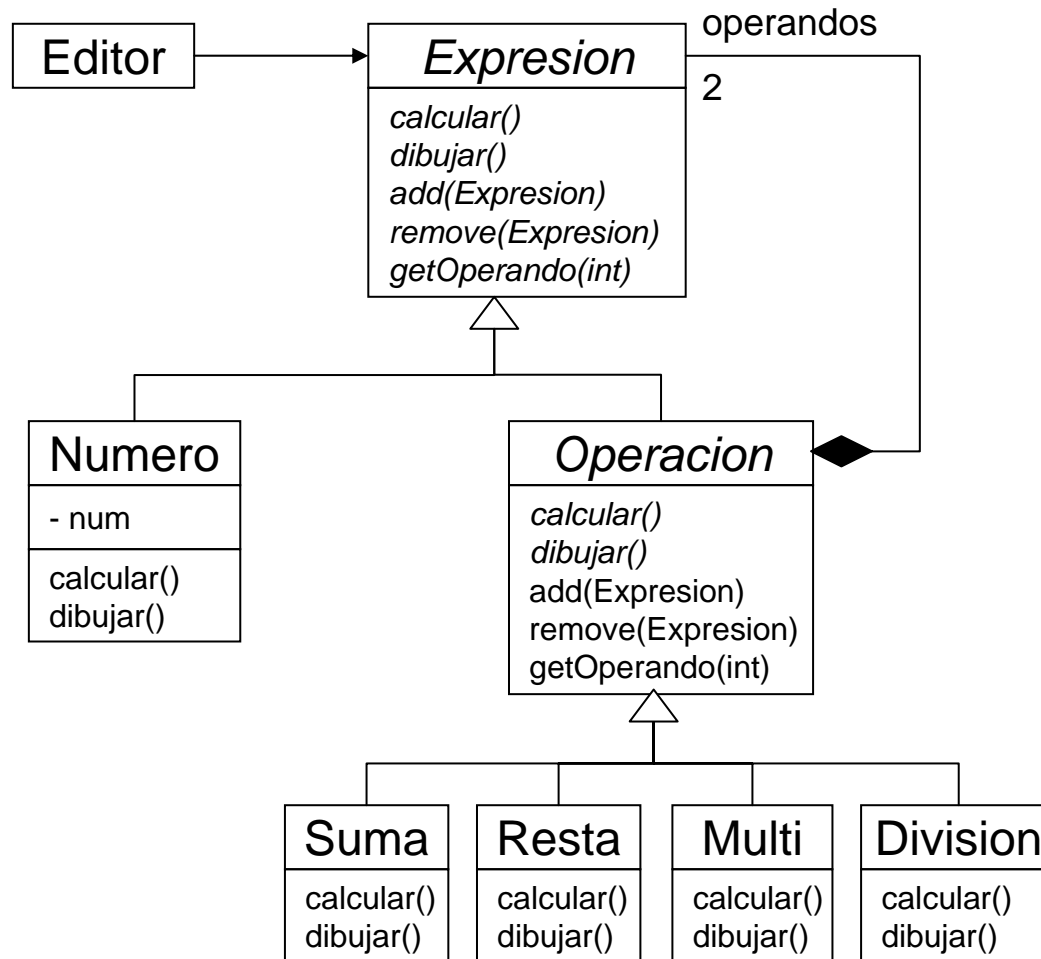 Editor
Expresion
calcular()
dibujar()
add(Expresion)
remove(Expresion)
getOperando(int)
operandos
2
Numero
- num
calcular()
dibujar()
Operacion
calcular()
dibujar()
add(Expresion)
remove(Expresion)
getOperando(int)
Suma
calcular()
dibujar()
Resta
calcular()
dibujar()
Multi
calcular()
dibujar()
Division
calcular()
dibujar()